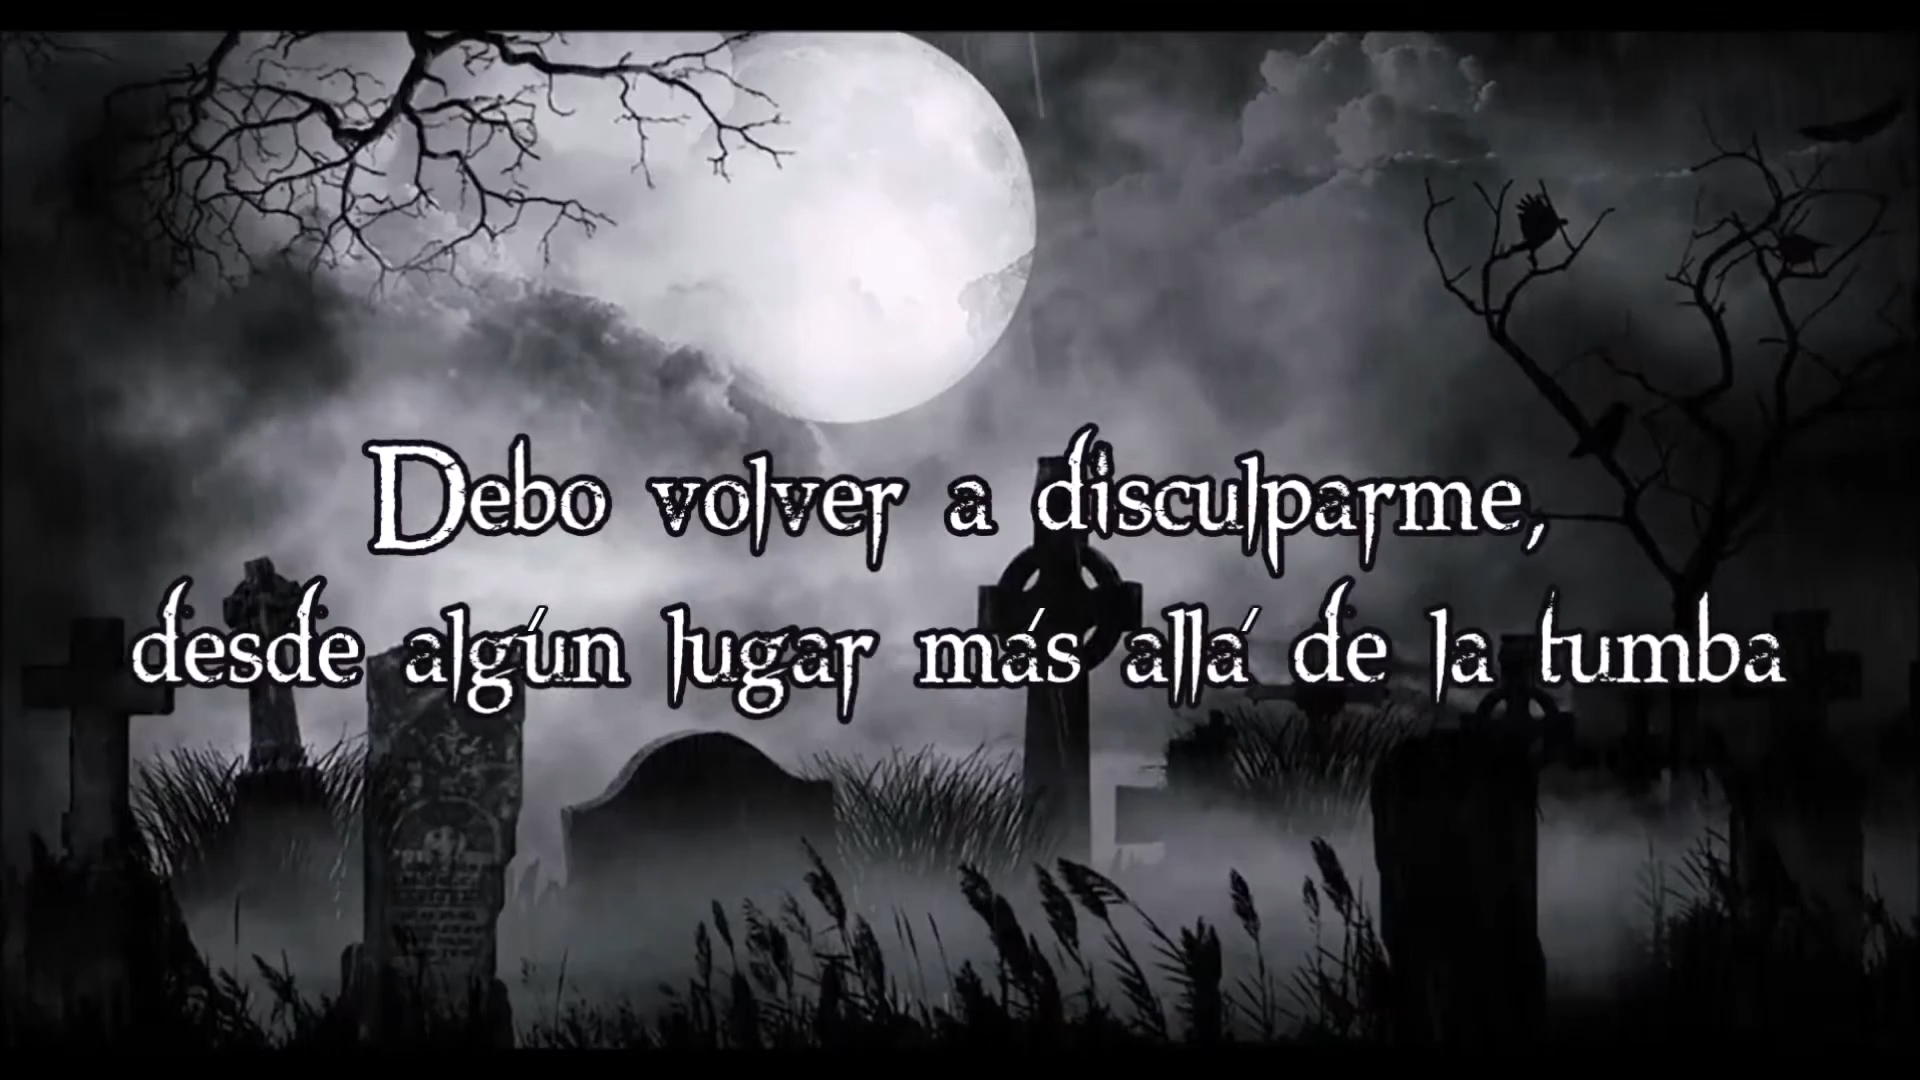 Debo volver a disculparme,
desde algún lugar más allá de la tumba